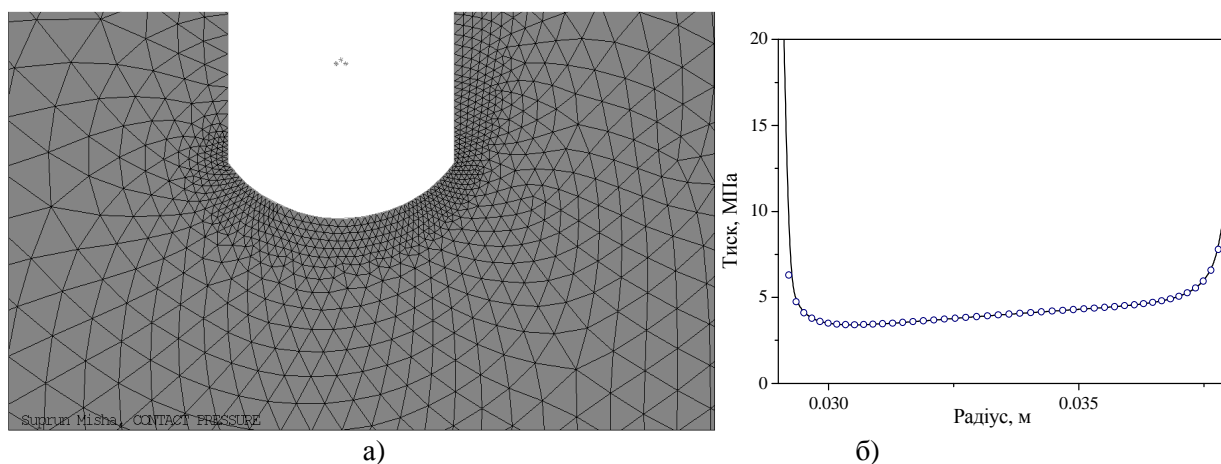 Suprun Misha, CONTACT PRESSURE
а)
20
15
10
5
0
Тиск, МПа
0.030
0.035
Радіус, м
б)